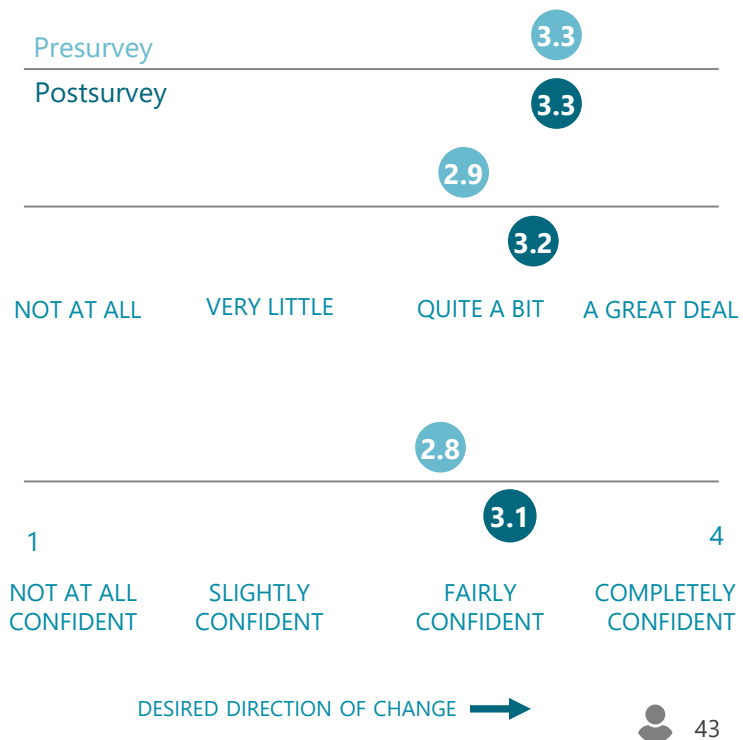 3.3
Presurvey
Postsurvey
3.3
2.9
3.2
NOT AT ALL VERY LITTLE QUITE A BIT A GREAT DEAL
2.8
3.1
1 4
NOT AT ALL SLIGHTLY FAIRLY COMPLETELY
CONFIDENT CONFIDENT CONFIDENT CONFIDENT
DESIRED DIRECTION OF CHANGE
43